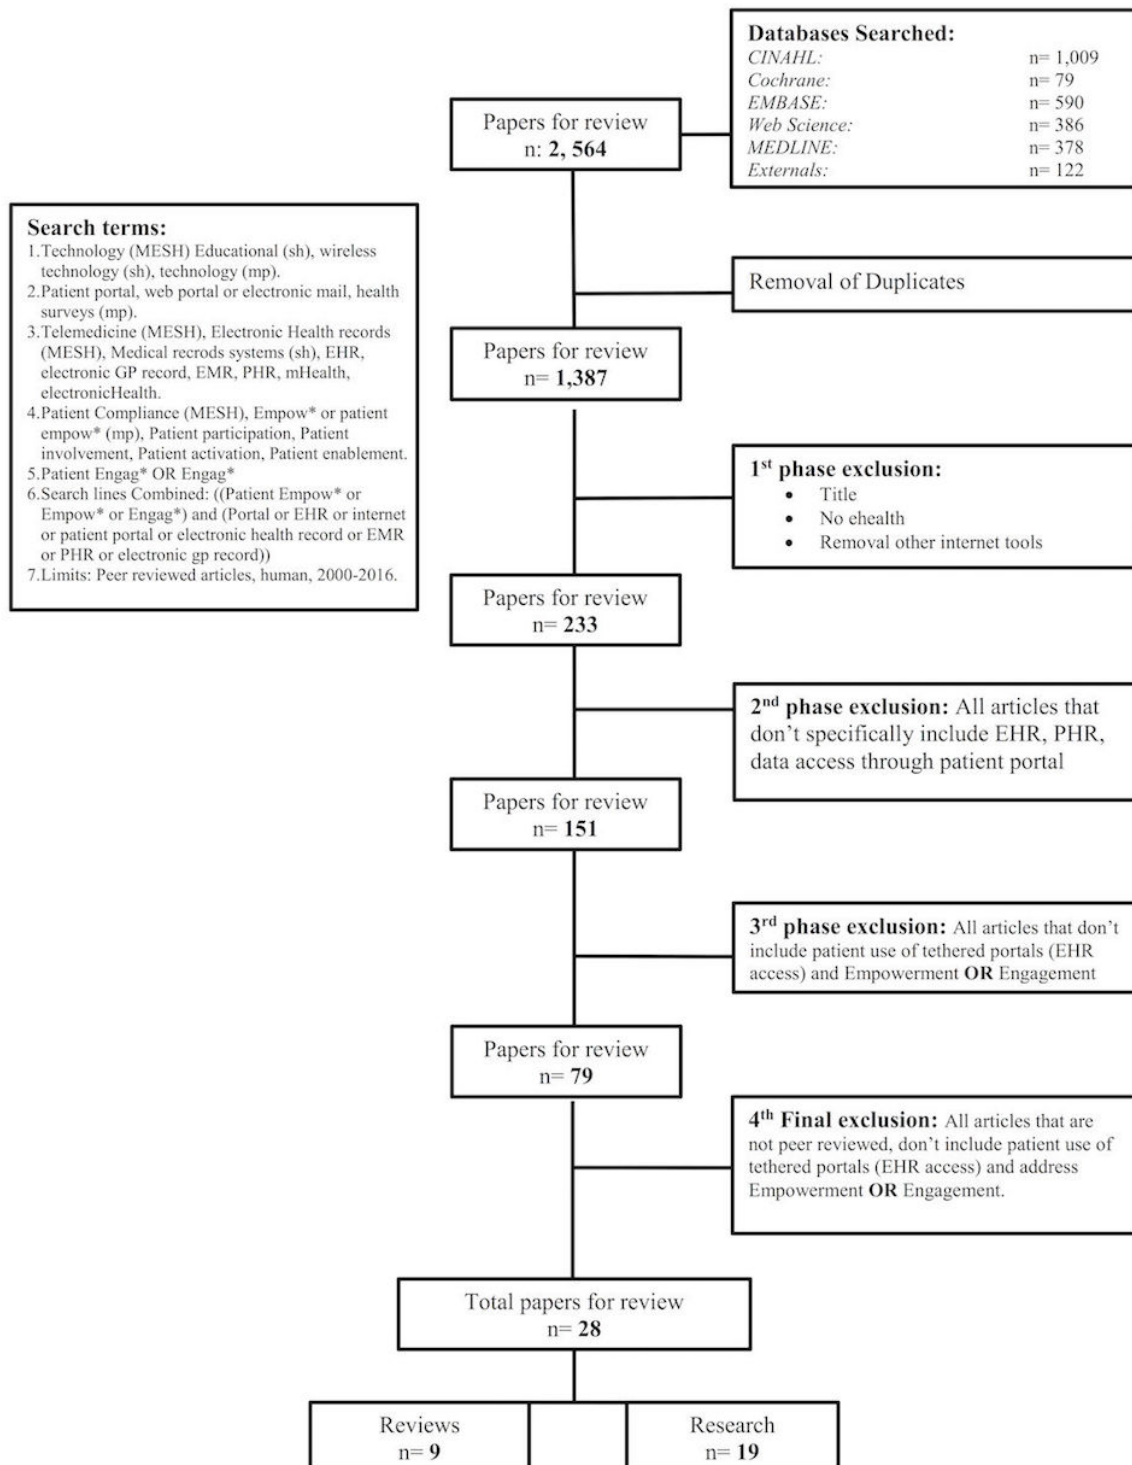 Databases Searched:
CINAHL: n= 1,009
Cochrane: n= 79
EMBASE: n= 590
Web Science: n= 386
MEDLINE: n= 378
Externals: n= 122
Papers for review
n: 2, 564
Search terms:
1.Technology (MESH) Educational (sh), wireless
technology (sh), technology (mp).
2.Patient portal, web portal or electronic mail, health
surveys (mp).
3.Telemedicine (MESH), Electronic Health records
(MESH), Medical recrods systems (sh), EHR,
electronic GP record, EMR, PHR, mHealth,
electronicHealth.
4.Patient Compliance (MESH), Empow* or patient
empow* (mp), Patient participation, Patient
involvement, Patient activation, Patient enablement.
5.Patient Engag* OR Engag*
6.Search lines Combined: ((Patient Empow* or
Empow* or Engag*) and (Portal or EHR or internet
or patient portal or electronic health record or EMR
or PHR or electronic gp record))
7.Limits: Peer reviewed articles, human, 2000-2016.
Removal of Duplicates
Papers for review
n= 1,387
1st phase exclusion:
• Title
• No ehealth
• Removal other internet tools
Papers for review
n= 233
2nd phase exclusion: All articles that
don't specifically include EHR, PHR,
data access through patient portal
Papers for review
n= 151
3rd phase exclusion: All articles that don't
include patient use of tethered portals (EHR
access) and Empowerment OR Engagement
Papers for review
n= 79
4th Final exclusion: All articles that are
not peer reviewed, don't include patient use of
tethered portals (EHR access) and address
Empowerment OR Engagement.
Total papers for review
n= 28
Reviews
n= 9
Research
n= 19